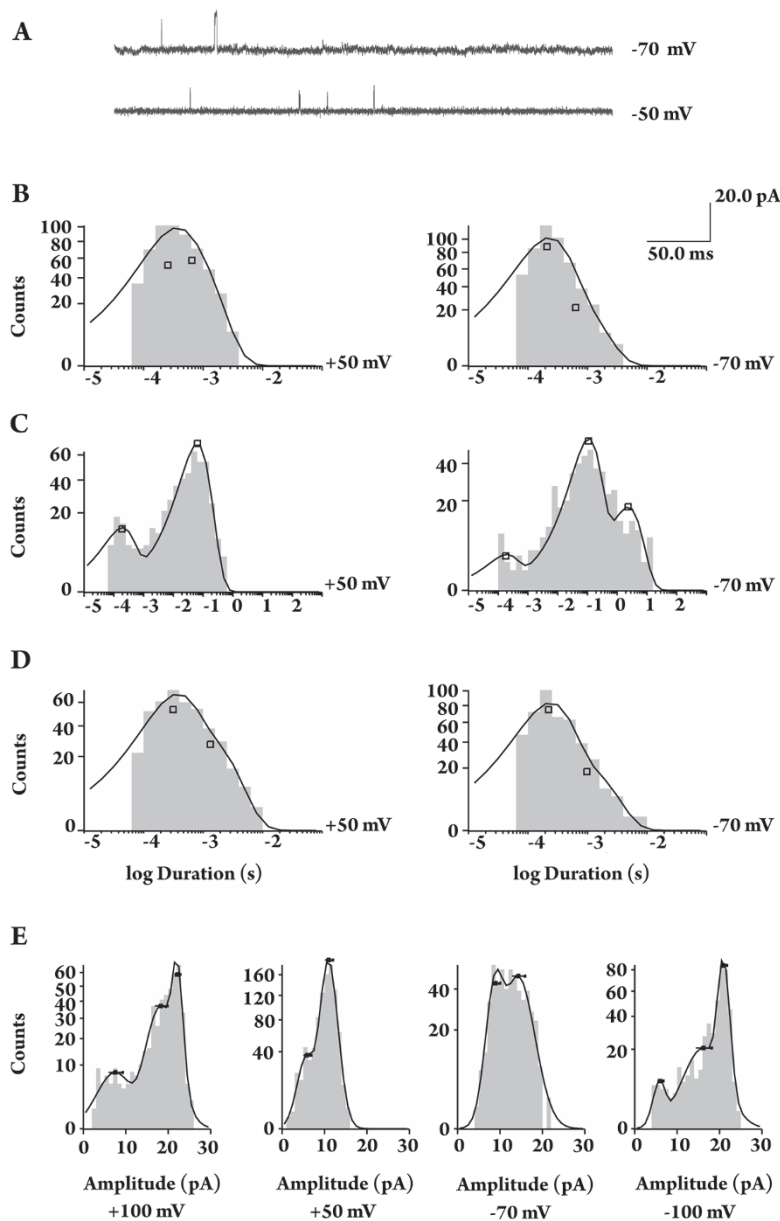 A
-70 mV
-50 mV
B
20.0 pA
50.0 ms
100
80
60
40
20
0
Counts
-5 -4 -3 -2
+50 mV
100
80
60
40
20
0
-5 -4 -3 -2
-70 mV
C
60
40
20
0
Counts
-5 -4 -3 -2 -1 0 1 2
+50 mV
40
20
0
-5 -4 -3 -2 -1 0 1 2
-70 mV
D
60
40
20
0
Counts
-5 -4 -3 -2
+50 mV
log Duration (s)
100
80
60
40
20
0
-5 -4 -3 -2
-70 mV
log Duration (s)
E
60
50
40
30
20
10
0
Counts
0 10 20 30
Amplitude (pA)
+100 mV
160
120
80
40
0
0 10 20 30
Amplitude (pA)
+50 mV
40
20
0
0 10 20 30
Amplitude (pA)
-70 mV
80
60
40
20
0
0 10 20 30
Amplitude (pA)
-100 mV